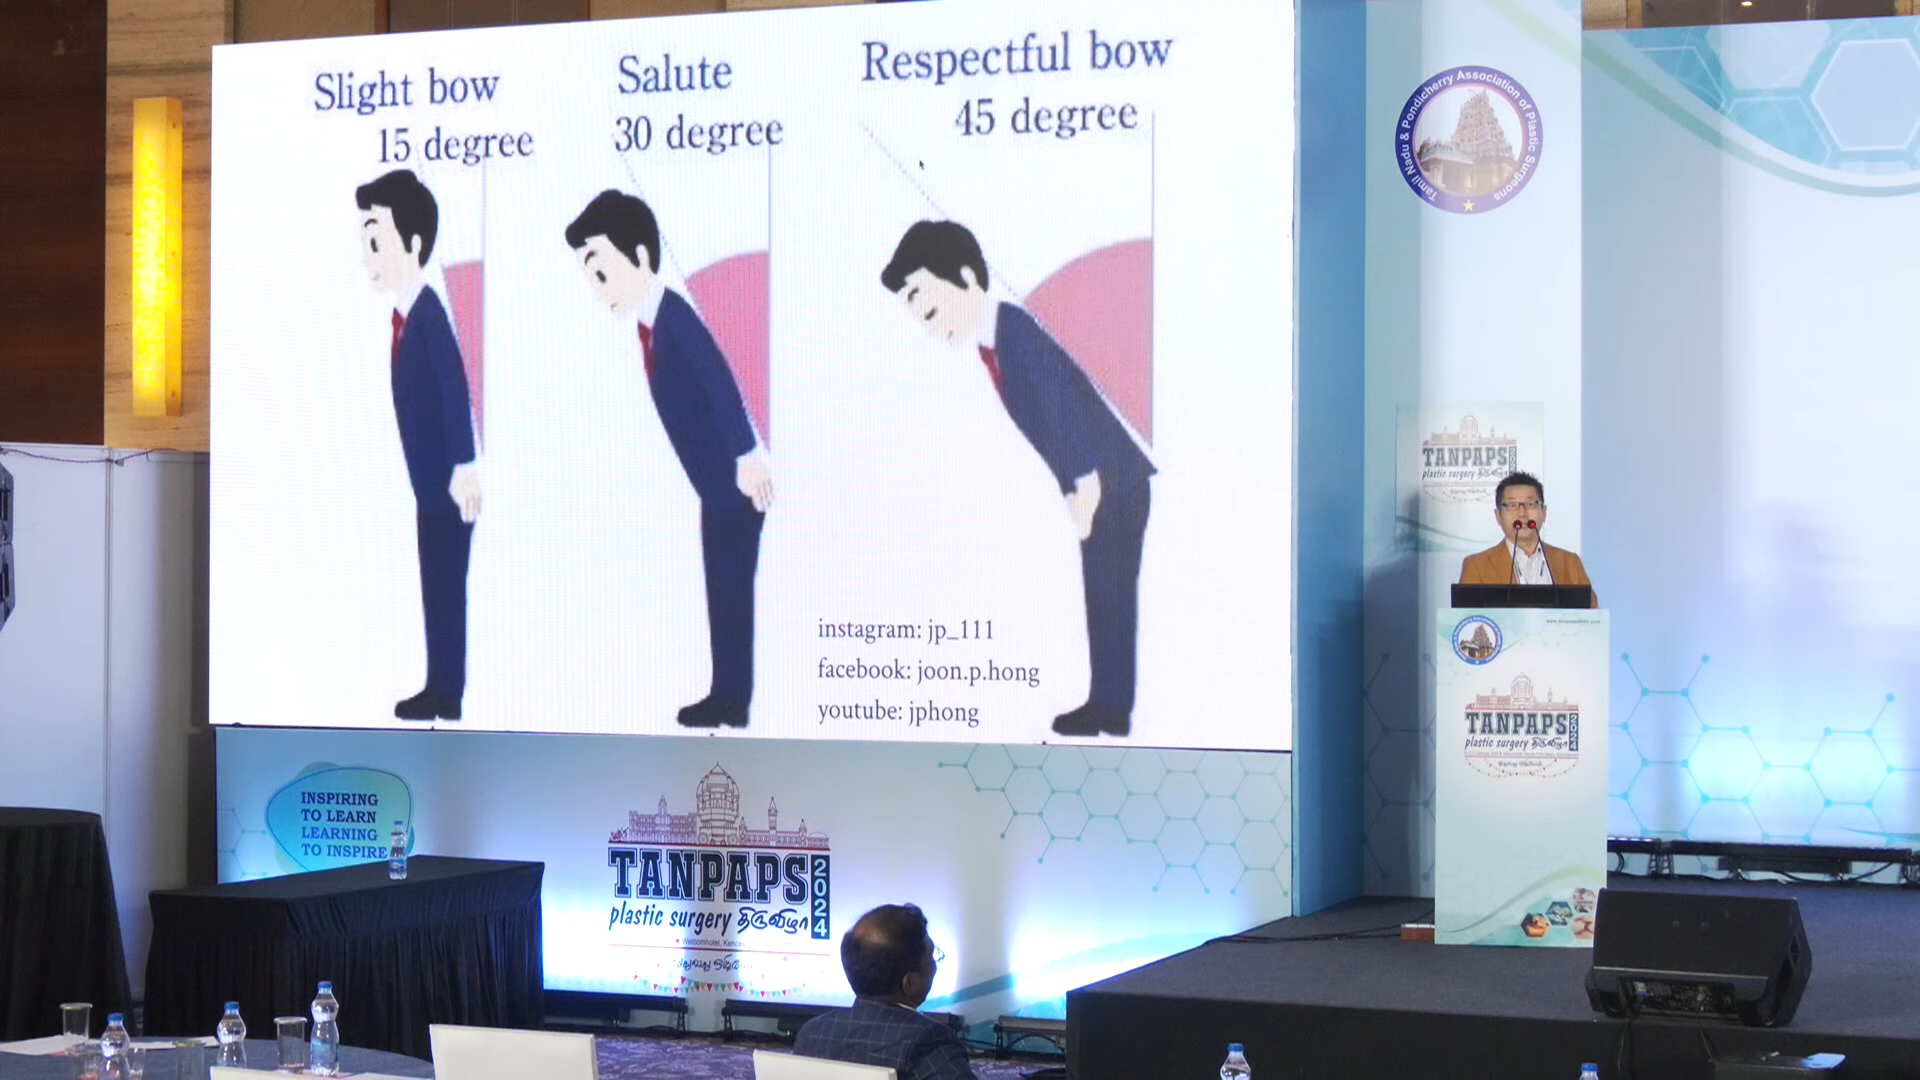 Slight bow
15 degree
Salute
30 degree
Respectful bow
45 degree
instagram: jp_111
facebook: joon.p.hong
youtube: jphong
Tamil Nadu & Pondicherry Association of Plastic Surgeons
TANPAPS
plastic surgery திருவிழா
TANPAPS 2024
plastic surgery திருவிழா
INSPIRING
TO LEARN
LEARNING
TO INSPIRE
TANPAPS 2024
plastic surgery திருவிழா
Welcomhotel,